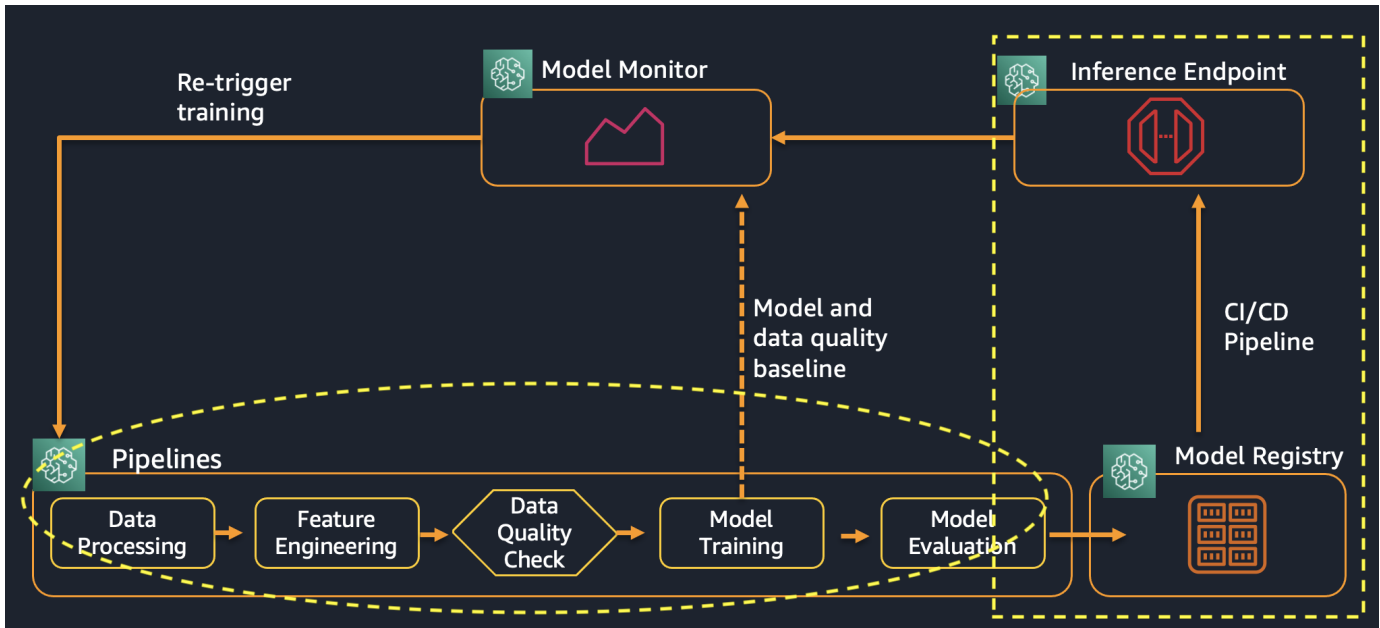 Re-trigger
training
Model Monitor
Inference Endpoint
Model and
data quality
baseline
CI/CD
Pipeline
Pipelines
Data
Processing
Feature
Engineering
Data
Quality
Check
Model
Training
Model
Evaluation
Model Registry